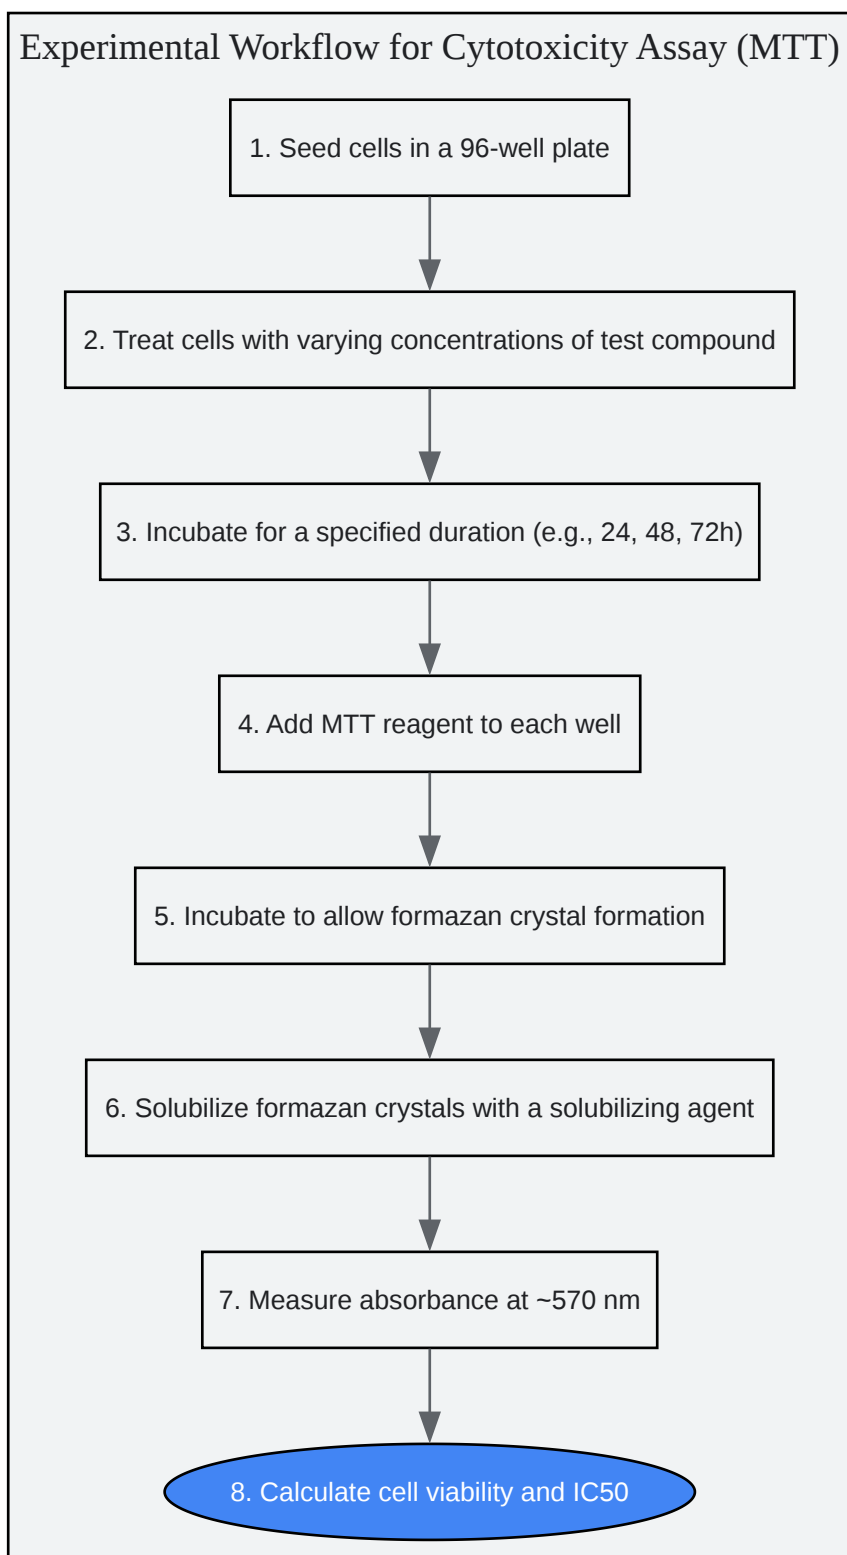 Experimental Workflow for Cytotoxicity Assay (MTT)
1. Seed cells in a 96-well plate
2. Treat cells with varying concentrations of test compound
3. Incubate for a specified duration (e.g., 24, 48, 72h)
4. Add MTT reagent to each well
5. Incubate to allow formazan crystal formation
6. Solubilize formazan crystals with a solubilizing agent
7. Measure absorbance at ~570 nm
8. Calculate cell viability and IC50